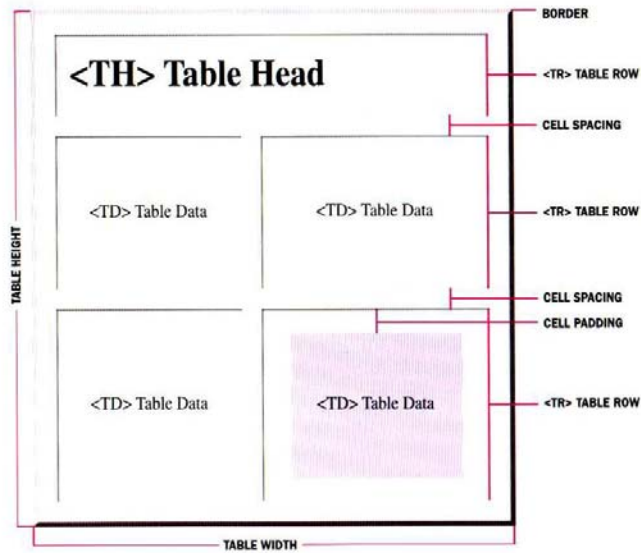 BORDER
<TH> Table Head
<TR> TABLE ROW
CELL SPACING
<TD> Table Data
<TD> Table Data
<TR> TABLE ROW
TABLE HEIGHT
CELL SPACING
CELL PADDING
<TD> Table Data
<TD> Table Data
<TR> TABLE ROW
TABLE WIDTH